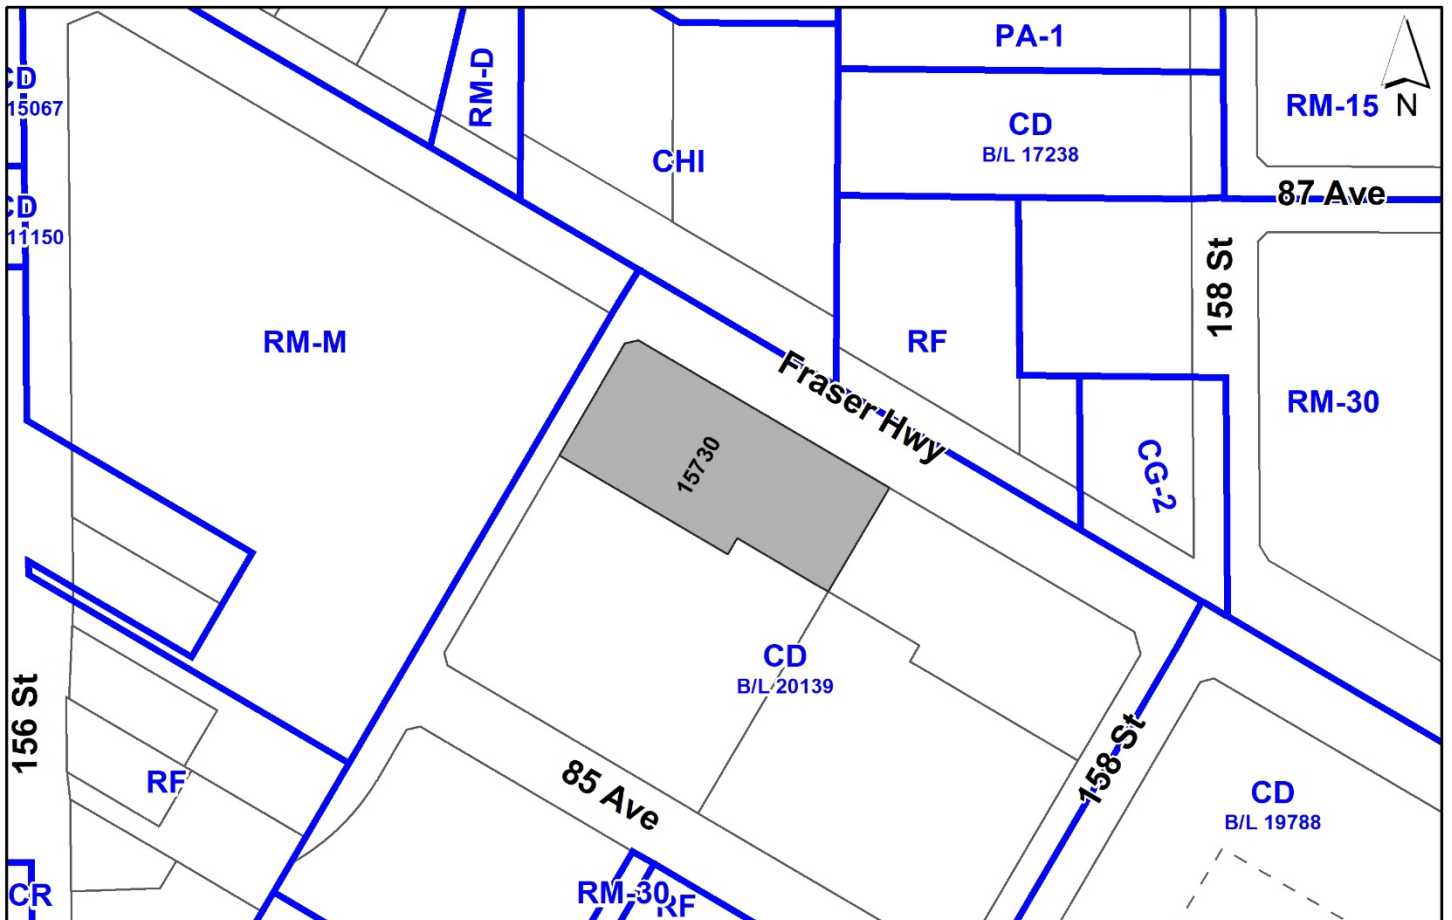 PA-1
CD
15067
RM-D
RM-15
N
CD
B/L 17238
CHI
87 Ave
CD
11150
158 St
RM-M
RF
Fraser Hwy
RM-30
15730
CG-2
CD
B/L 20139
156 St
158 St
RF
85 Ave
CD
B/L 19788
CR
RM-30
RF